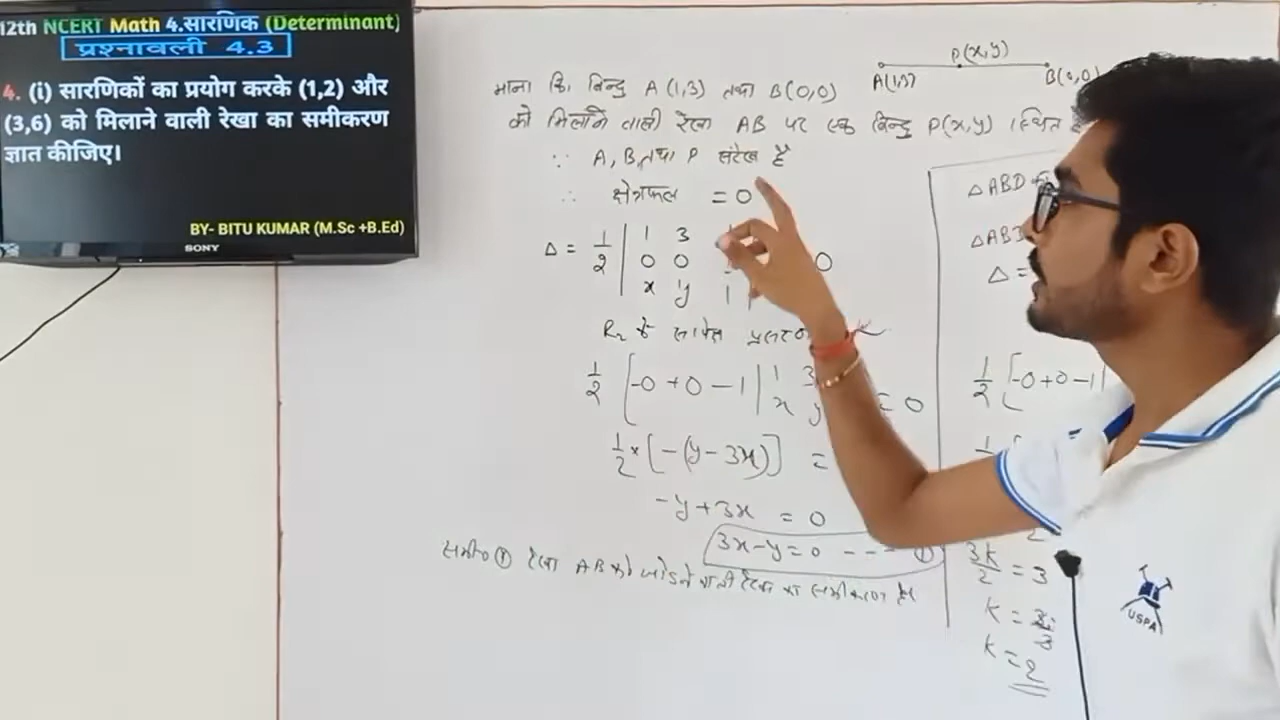 12th NCERT Math 4.सारणिक (Determinant)
प्रश्नावली 4.3
4. (i) सारणिकों का प्रयोग करके (1,2) और
(3,6) को मिलाने वाली रेखा का समीकरण
ज्ञात कीजिए।
BY- BITU KUMAR (M.Sc +B.Ed)
SONY
P(x,y)
A(1,3) B(0,0)
माना कि बिन्दु A(1,3) तथा B(0,0)
को मिलाने वाली रेखा AB पर एक बिन्दु P(x,y) स्थित
∵ A, B तथा P संरेख है
∴ क्षेत्रफल = 0
Δ = 1/2 | 1 3
0 0 0
x y 1
R₂ के सापेक्ष
1/2 [-0 + 0 - 1 | 1 3
x y = 0
1/2 × [-(y - 3x)] =
-y + 3x = 0
3x - y = 0 --- ①
समी० ① रेखा AB को जोड़ने वाली रेखा का समीकरण है।
Δ ABD
Δ ABD
Δ =
1/2 [-0 + 0 - 1 |
1/2
2
3k/2 = 3
k =
3
k = 2
USPA